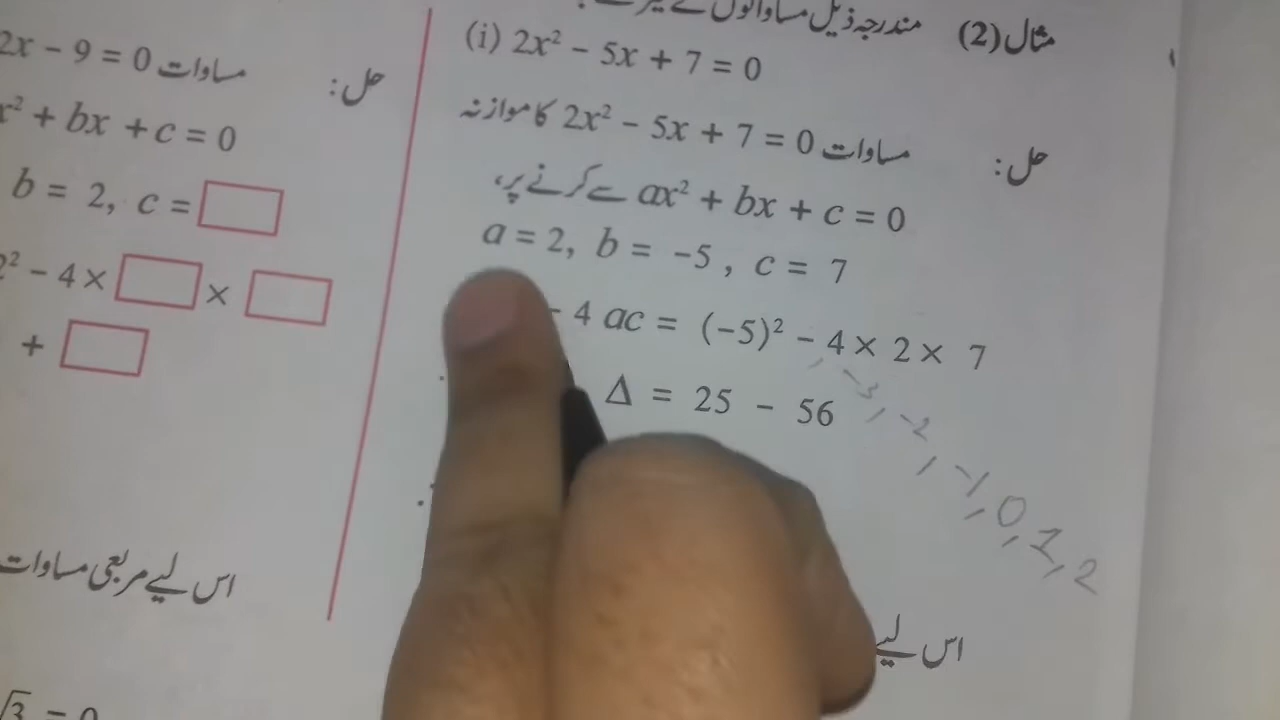 مثال (2) مندرجہ ذیل مساواتوں کے
(i) 2x² − 5x + 7 = 0
حل : مساوات 2x² − 5x + 7 = 0 کا موازنہ
ax² + bx + c = 0 سے کرنے پر،
a = 2, b = −5 , c = 7
− 4 ac = (−5)² − 4 × 2 × 7
Δ = 25 − 56
−3, −2, −1, 0, 1, 2
اس لیے
حل : مساوات 2x − 9 = 0
x² + bx + c = 0
b = 2, c =
2² − 4 × ×
+
اس لیے مربعی مساوات
√3 = 0